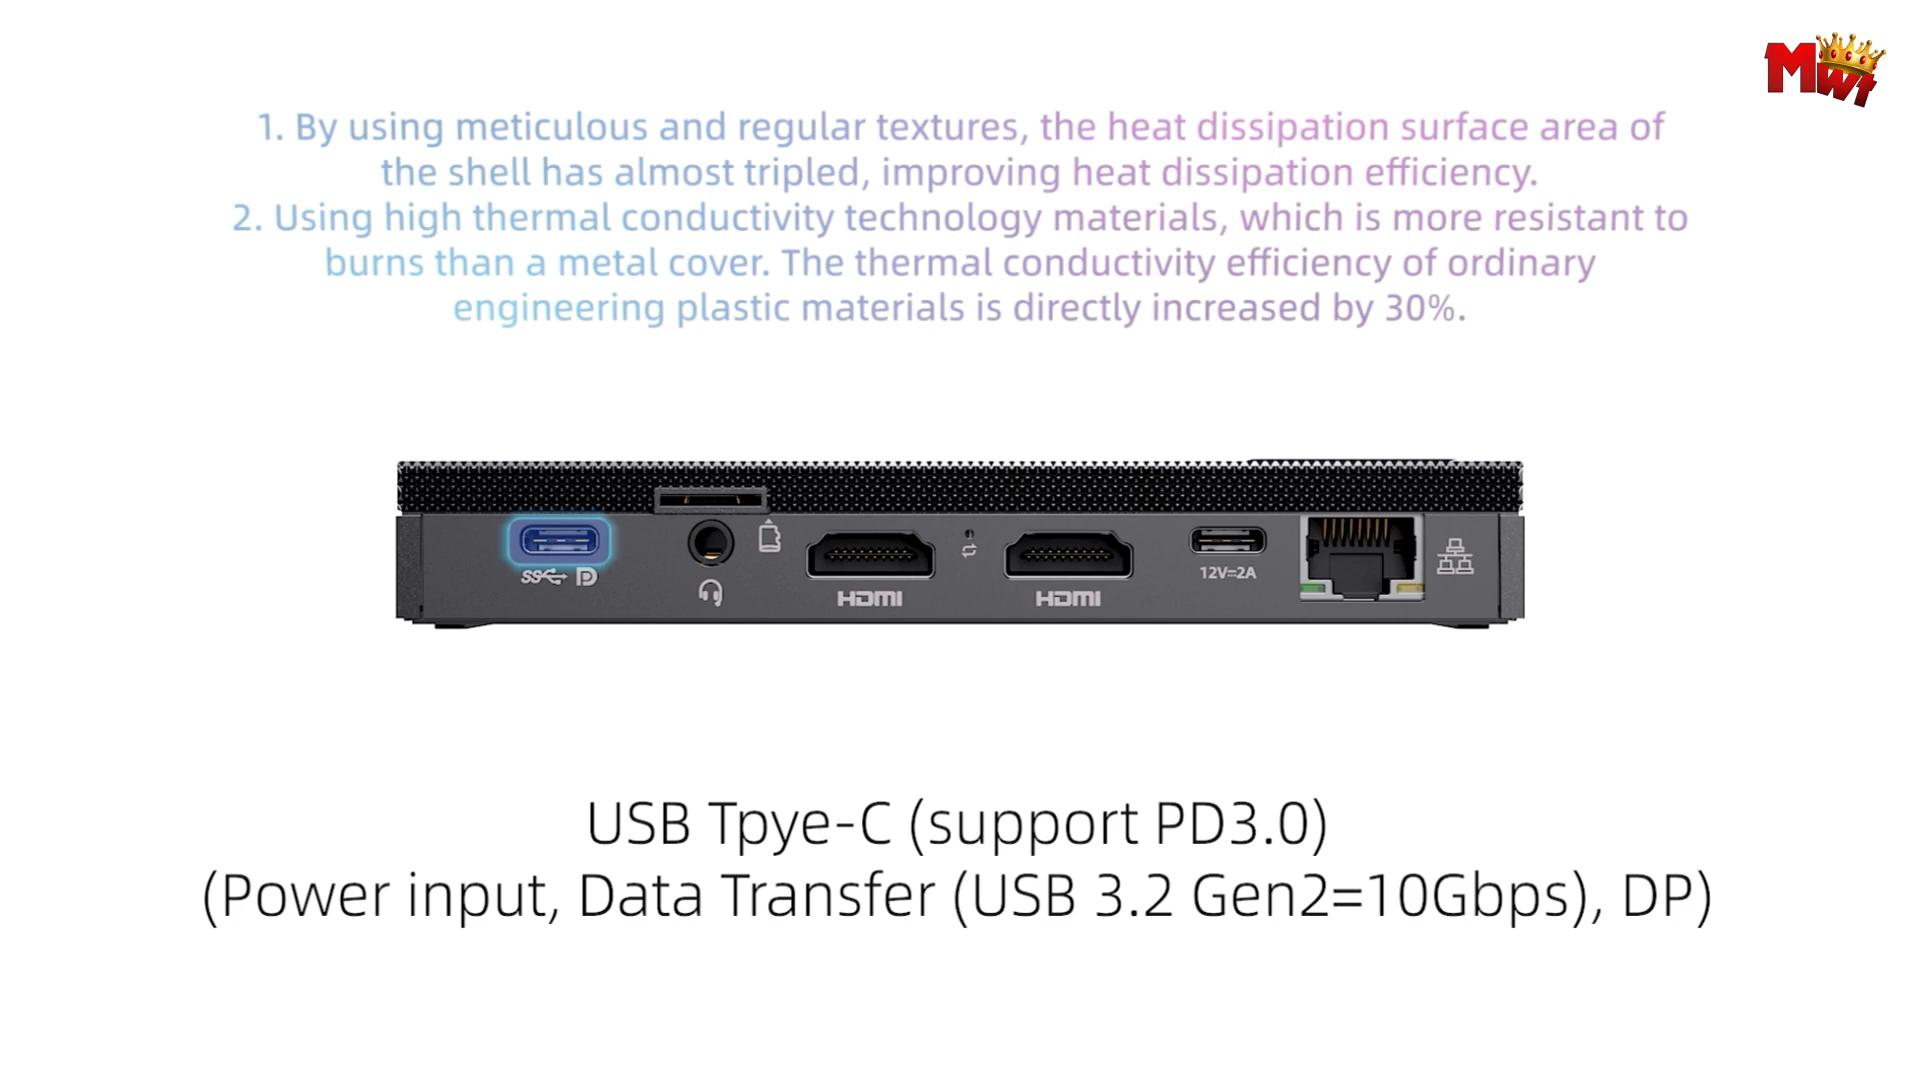 Mwt
1. By using meticulous and regular textures, the heat dissipation surface area of
the shell has almost tripled, improving heat dissipation efficiency.
2. Using high thermal conductivity technology materials, which is more resistant to
burns than a metal cover. The thermal conductivity efficiency of ordinary
engineering plastic materials is directly increased by 30%.
SS PD
HDMI
HDMI
12V⎓2A
USB Tpye-C (support PD3.0)
(Power input, Data Transfer (USB 3.2 Gen2=10Gbps), DP)